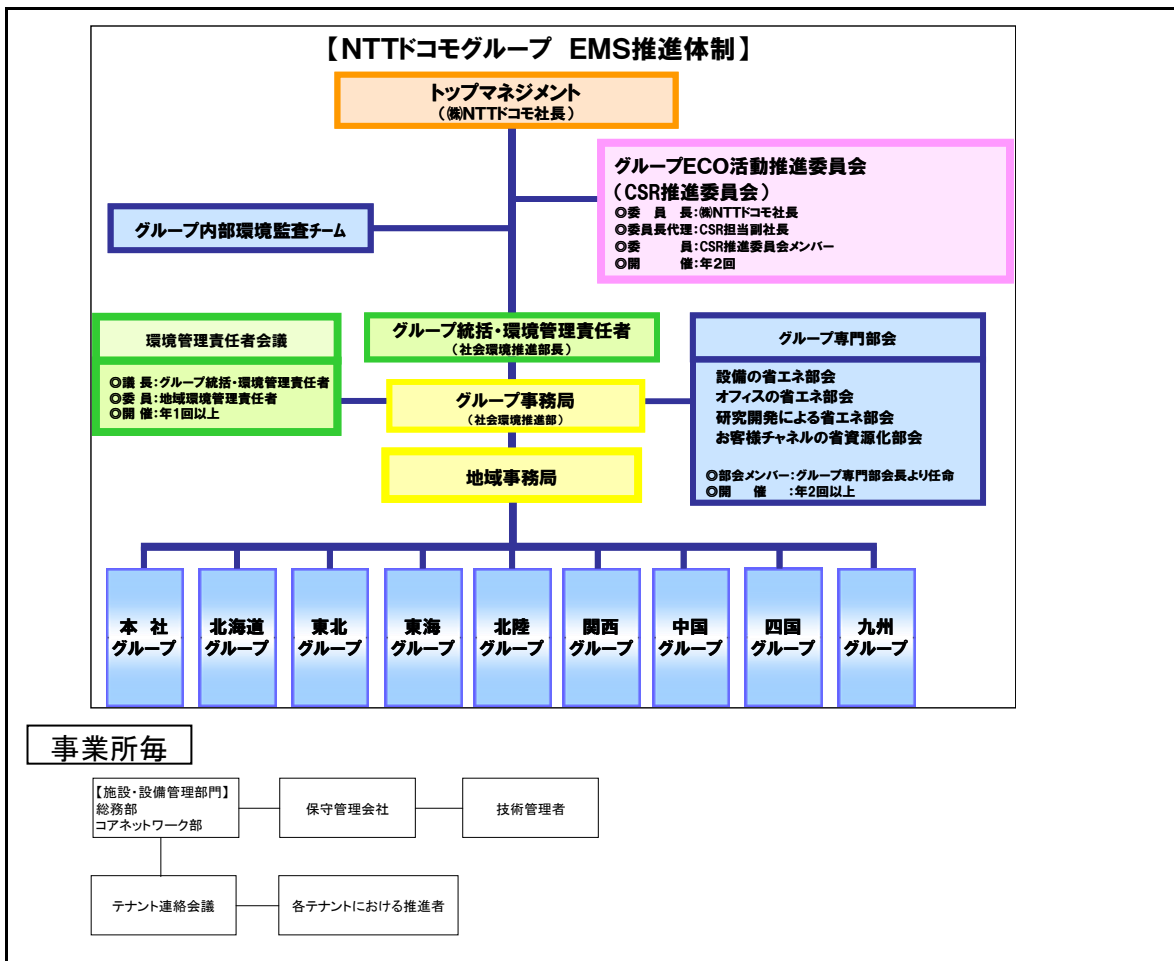 【NTTドコモグループ EMS推進体制】
トップマネジメント
(㈱NTTドコモ社長)
グループECO活動推進委員会
(CSR推進委員会)
◎委 員 長:㈱NTTドコモ社長
◎委員長代理:CSR担当副社長
◎委 員:CSR推進委員会メンバー
◎開 催:年2回
グループ内部環境監査チーム
環境管理責任者会議
◎議 長:グループ統括・環境管理責任者
◎委 員:地域環境管理責任者
◎開 催:年1回以上
グループ統括・環境管理責任者
(社会環境推進部長)
グループ事務局
(社会環境推進部)
地域事務局
グループ専門部会
設備の省エネ部会
オフィスの省エネ部会
研究開発による省エネ部会
お客様チャネルの省資源化部会
◎部会メンバー:グループ専門部会長より任命
◎開 催 :年2回以上
本 社
グループ
北海道
グループ
東北
グループ
東海
グループ
北陸
グループ
関西
グループ
中国
グループ
四国
グループ
九州
グループ
事業所毎
【施設・設備管理部門】
総務部
コアネットワーク部
保守管理会社
技術管理者
テナント連絡会議
各テナントにおける推進者